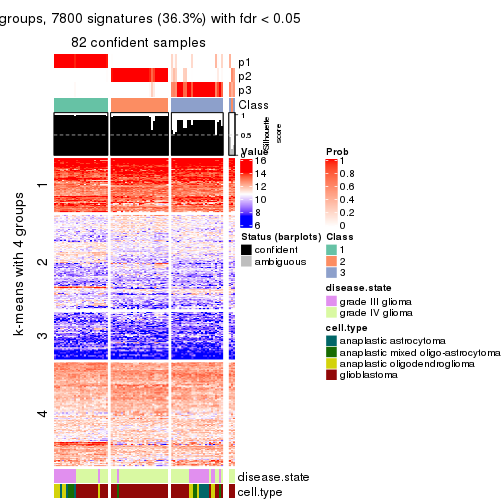 groups, 7800 signatures (36.3%) with fdr < 0.05
82 confident samples
p1
p2
p3
Class
1
0.5
0
Silhouette
score
k-means with 4 groups
1
2
3
4
Value
16
14
12
10
8
6
Prob
1
0.8
0.6
0.4
0.2
0
Status (barplots)
confident
ambiguous
Class
1
2
3
disease.state
grade III glioma
grade IV glioma
cell.type
anaplastic astrocytoma
anaplastic mixed oligo-astrocytoma
anaplastic oligodendroglioma
glioblastoma
disease.state
cell.type